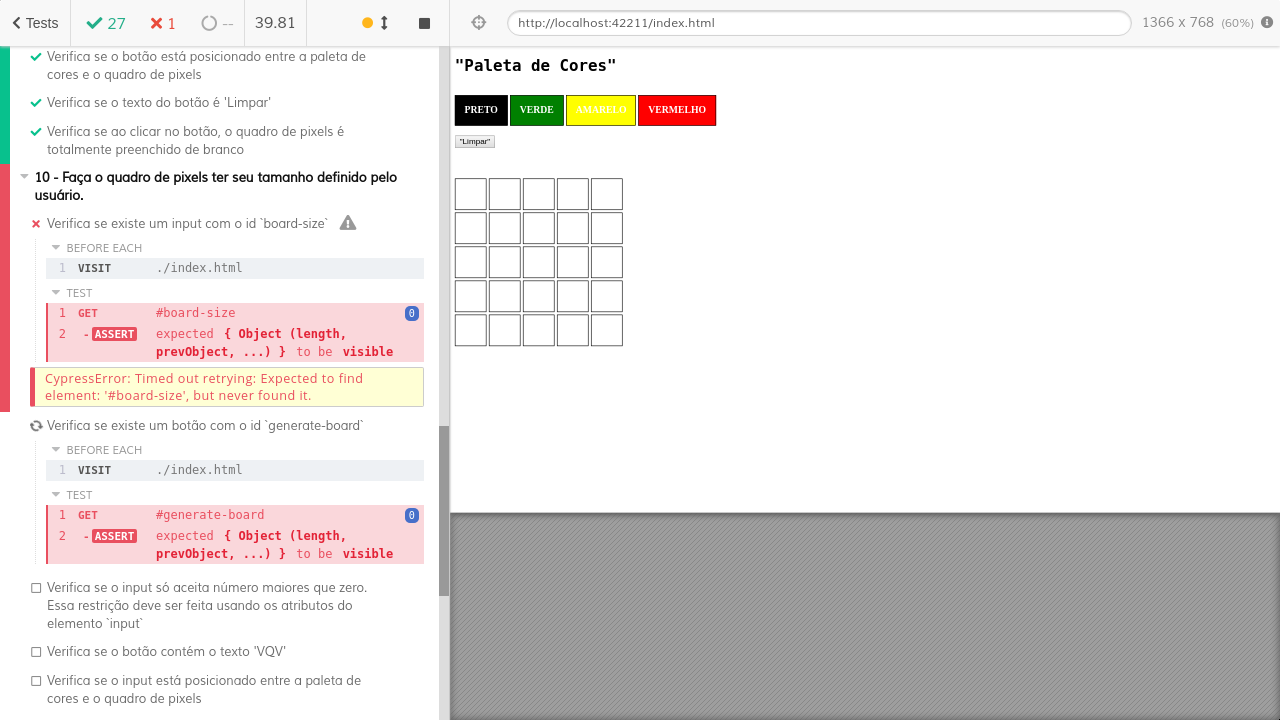 Tests
27
1
--
39.81
http://localhost:42211/index.html
1366 x 768 (60%)
Verifica se o botão está posicionado entre a paleta de
cores e o quadro de pixels
Verifica se o texto do botão é 'Limpar'
Verifica se ao clicar no botão, o quadro de pixels é
totalmente preenchido de branco
10 - Faça o quadro de pixels ter seu tamanho definido pelo
usuário.
Verifica se existe um input com o id `board-size`
BEFORE EACH
1 VISIT ./index.html
TEST
1 GET #board-size 0
2 -ASSERT expected { Object (length,
prevObject, ...) } to be visible
CypressError: Timed out retrying: Expected to find
element: '#board-size', but never found it.
Verifica se existe um botão com o id `generate-board`
BEFORE EACH
1 VISIT ./index.html
TEST
1 GET #generate-board 0
2 -ASSERT expected { Object (length,
prevObject, ...) } to be visible
Verifica se o input só aceita número maiores que zero.
Essa restrição deve ser feita usando os atributos do
elemento `input`
Verifica se o botão contém o texto 'VQV'
Verifica se o input está posicionado entre a paleta de
cores e o quadro de pixels
"Paleta de Cores"
PRETO VERDE AMARELO VERMELHO
"Limpar"